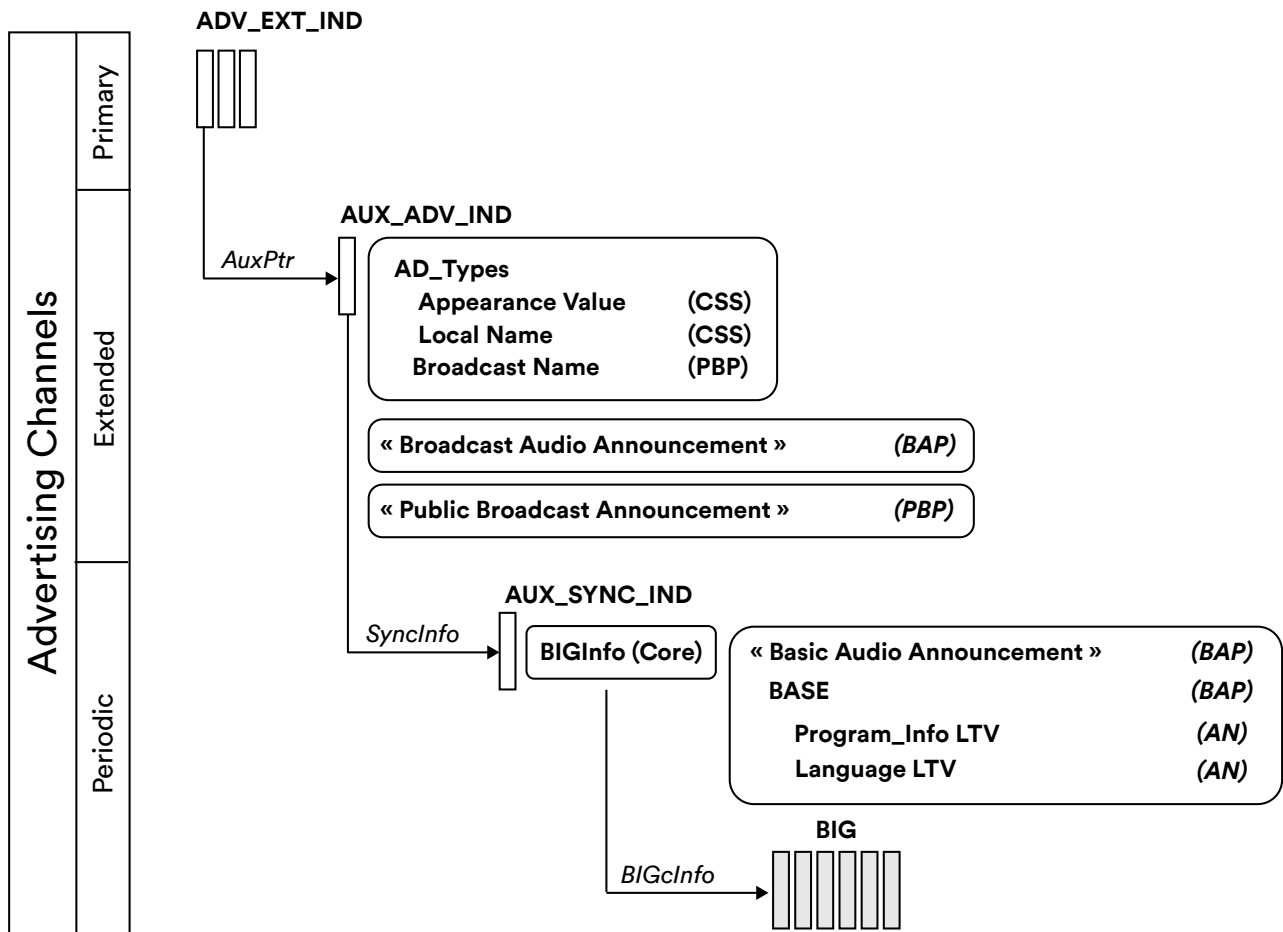 ADV_EXT_IND
Advertising Channels
Primary
Extended
Periodic
AuxPtr
AUX_ADV_IND
AD_Types
Appearance Value (CSS)
Local Name (CSS)
Broadcast Name (PBP)
« Broadcast Audio Announcement » (BAP)
« Public Broadcast Announcement » (PBP)
SyncInfo
AUX_SYNC_IND
BIGInfo (Core)
« Basic Audio Announcement » (BAP)
BASE (BAP)
Program_Info LTV (AN)
Language LTV (AN)
BIGcInfo
BIG